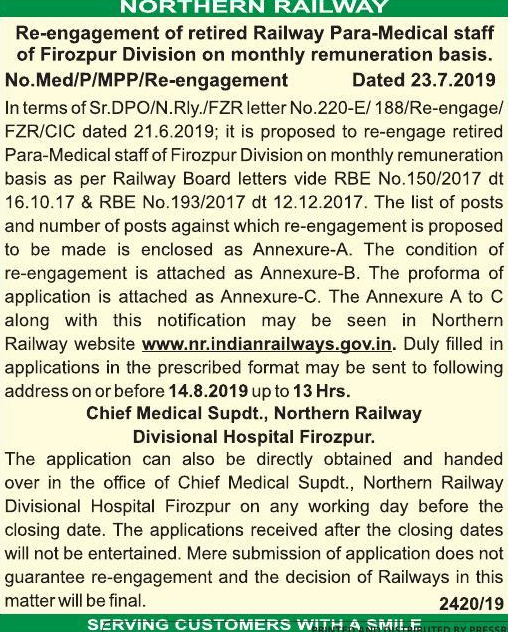 NORTHERN RAILWAY
Re-engagement of retired Railway Para-Medical staff
of Firozpur Division on monthly remuneration basis.
No.Med/P/MPP/Re-engagement Dated 23.7.2019
In terms of Sr.DPO/N.Rly./FZR letter No.220-E/ 188/Re-engage/
FZR/CIC dated 21.6.2019; it is proposed to re-engage retired
Para-Medical staff of Firozpur Division on monthly remuneration
basis as per Railway Board letters vide RBE No.150/2017 dt
16.10.17 & RBE No.193/2017 dt 12.12.2017. The list of posts
and number of posts against which re-engagement is proposed
to be made is enclosed as Annexure-A. The condition of
re-engagement is attached as Annexure-B. The proforma of
application is attached as Annexure-C. The Annexure A to C
along with this notification may be seen in Northern
Railway website www.nr.indianrailways.gov.in. Duly filled in
applications in the prescribed format may be sent to following
address on or before 14.8.2019 up to 13 Hrs.
Chief Medical Supdt., Northern Railway
Divisional Hospital Firozpur.
The application can also be directly obtained and handed
over in the office of Chief Medical Supdt., Northern Railway
Divisional Hospital Firozpur on any working day before the
closing date. The applications received after the closing dates
will not be entertained. Mere submission of application does not
guarantee re-engagement and the decision of Railways in this
matter will be final. 2420/19
SERVING CUSTOMERS WITH A SMILE
PRINTED AND DISTRIBUTED BY PRESSR